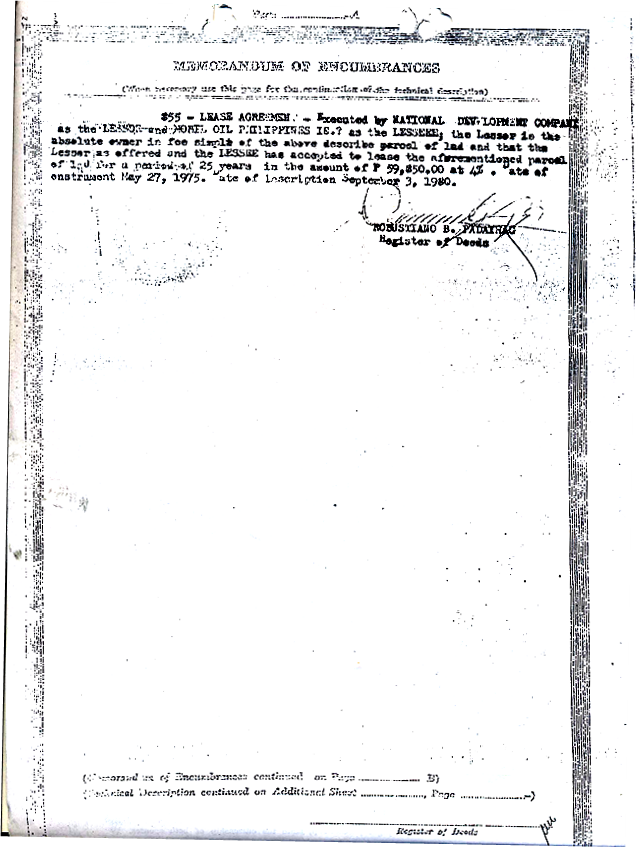 Page
MEMORANDUM OF ENCUMBRANCES
(When necessary use this page for the continuation of the technical description)
$55 - LEASE AGREEMEN. - Executed by NATIONAL DEVELOPMENT COMPANY
as the LESSOR and MOBIL OIL PHILIPPINES IS.? as the LESSEEE; the Lessor is the
absolute owner in fee simple of the above describe parcel of lad and that the
Lessor as offered and the LESSEE has accepted to lease the aforementioned parcel
of for a period of 25 years in the amount of P 59,850.00 at 4% . ate of
enstrument May 27, 1975. ate of inscription September 3, 1980.
ROBUSTIANO B.
Register of Deeds
(Memorandum of Encumbrances continued on Page B)
(Technical Description continued on Additional Sheet , Page -)
Register of Deeds